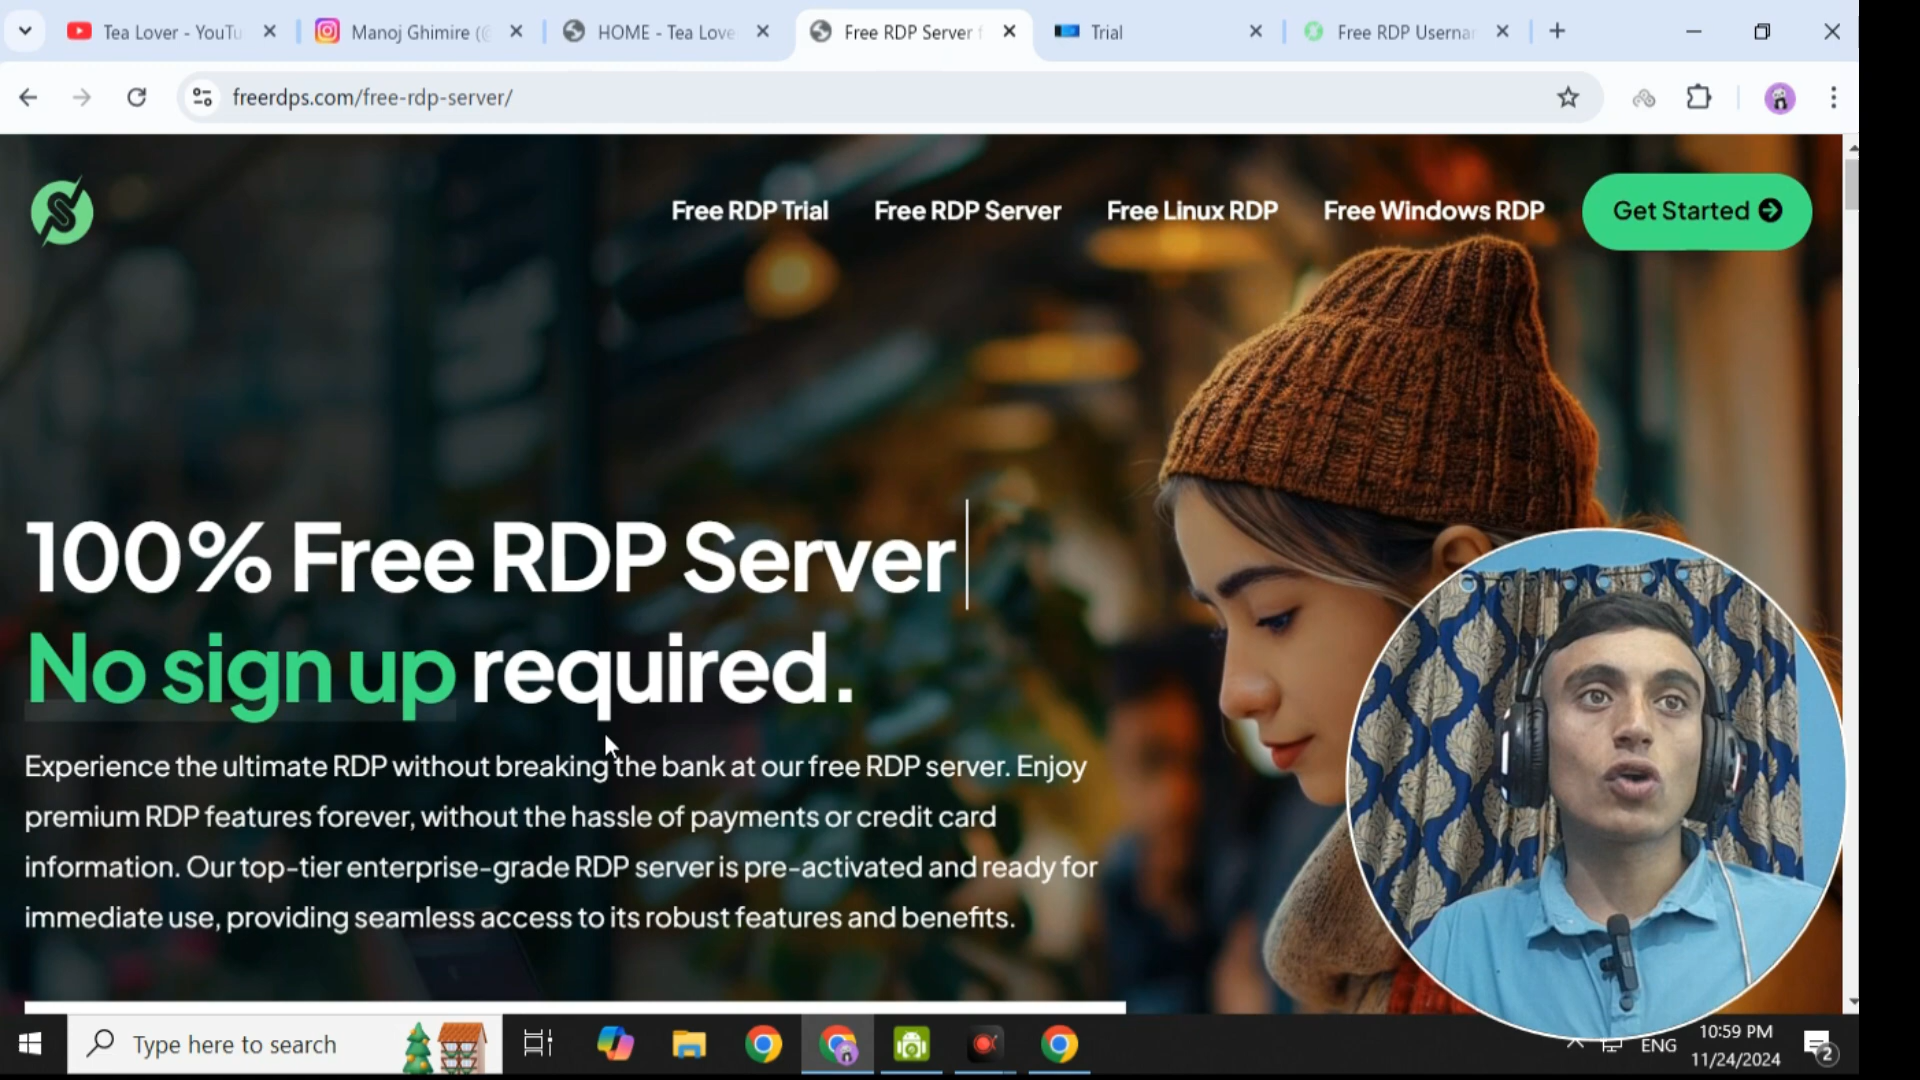 Tea Lover - YouTu
Manoj Ghimire (@
HOME - Tea Love
Free RDP Server f
Trial
Free RDP Usernar
freerdps.com/free-rdp-server/
Free RDP Trial
Free RDP Server
Free Linux RDP
Free Windows RDP
Get Started
100% Free RDP Server
No sign up required.
Experience the ultimate RDP without breaking the bank at our free RDP server. Enjoy
premium RDP features forever, without the hassle of payments or credit card
information. Our top-tier enterprise-grade RDP server is pre-activated and ready for
immediate use, providing seamless access to its robust features and benefits.
Type here to search
ENG
10:59 PM
11/24/2024
2